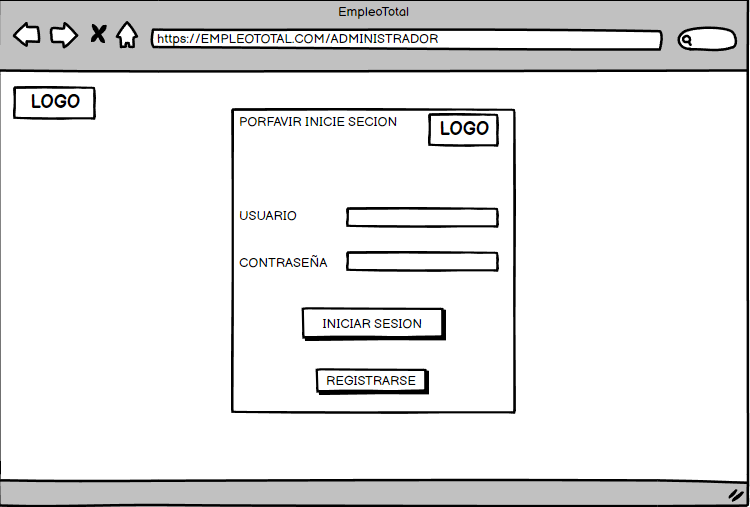 EmpleoTotal
https://EMPLEOTOTAL.COM/ADMINISTRADOR
LOGO
PORFAVIR INICIE SECION
LOGO
USUARIO
CONTRASEÑA
INICIAR SESION
REGISTRARSE